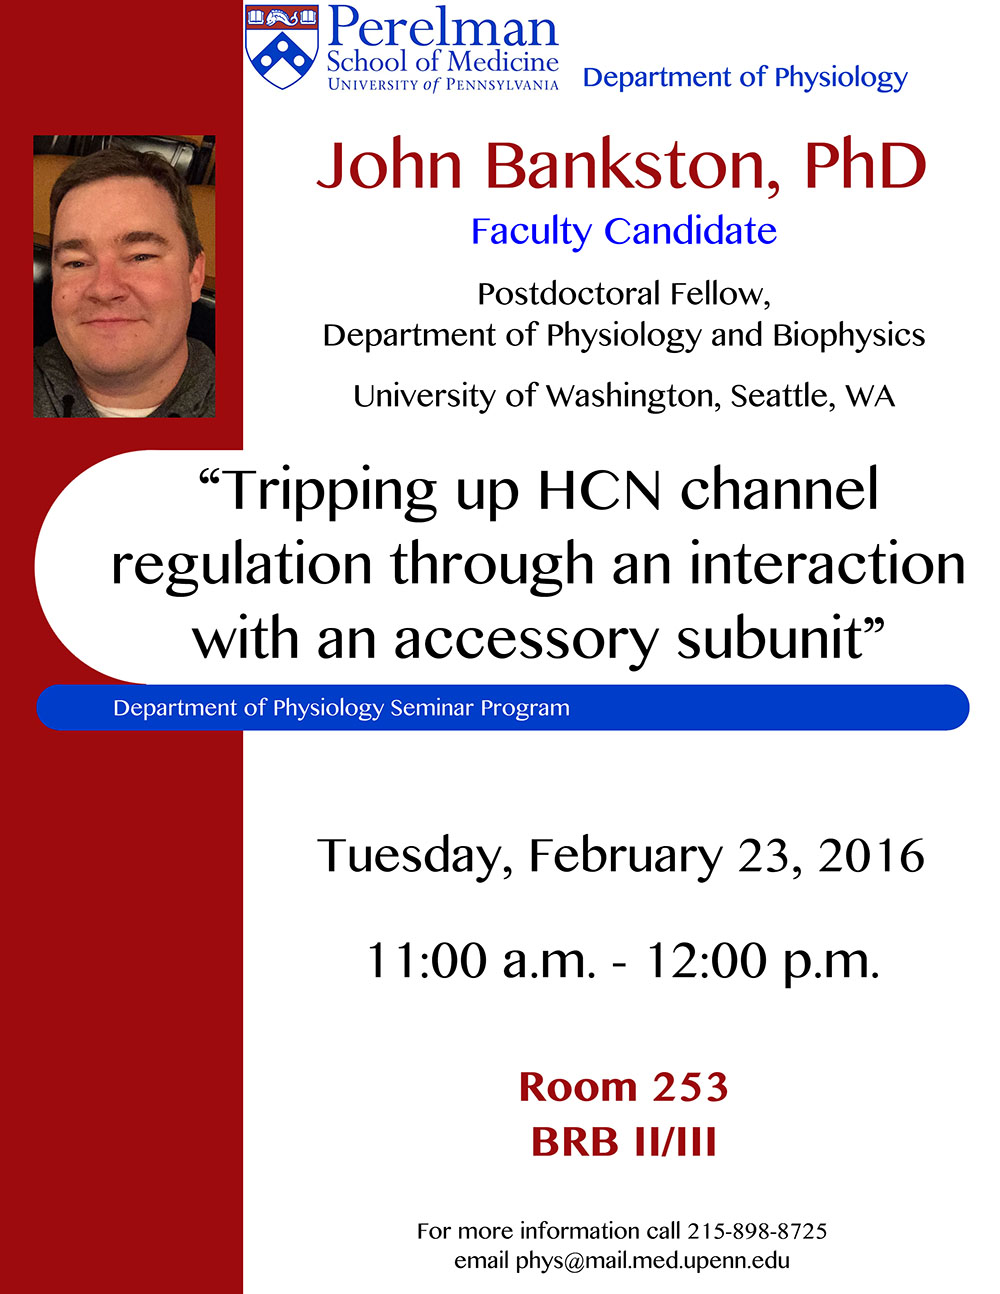 Perelman
School of Medicine
University of Pennsylvania
Department of Physiology
John Bankston, PhD
Faculty Candidate
Postdoctoral Fellow,
Department of Physiology and Biophysics
University of Washington, Seattle, WA
“Tripping up HCN channel
regulation through an interaction
with an accessory subunit”
Department of Physiology Seminar Program
Tuesday, February 23, 2016
11:00 a.m. - 12:00 p.m.
Room 253
BRB II/III
For more information call 215-898-8725
email phys@mail.med.upenn.edu